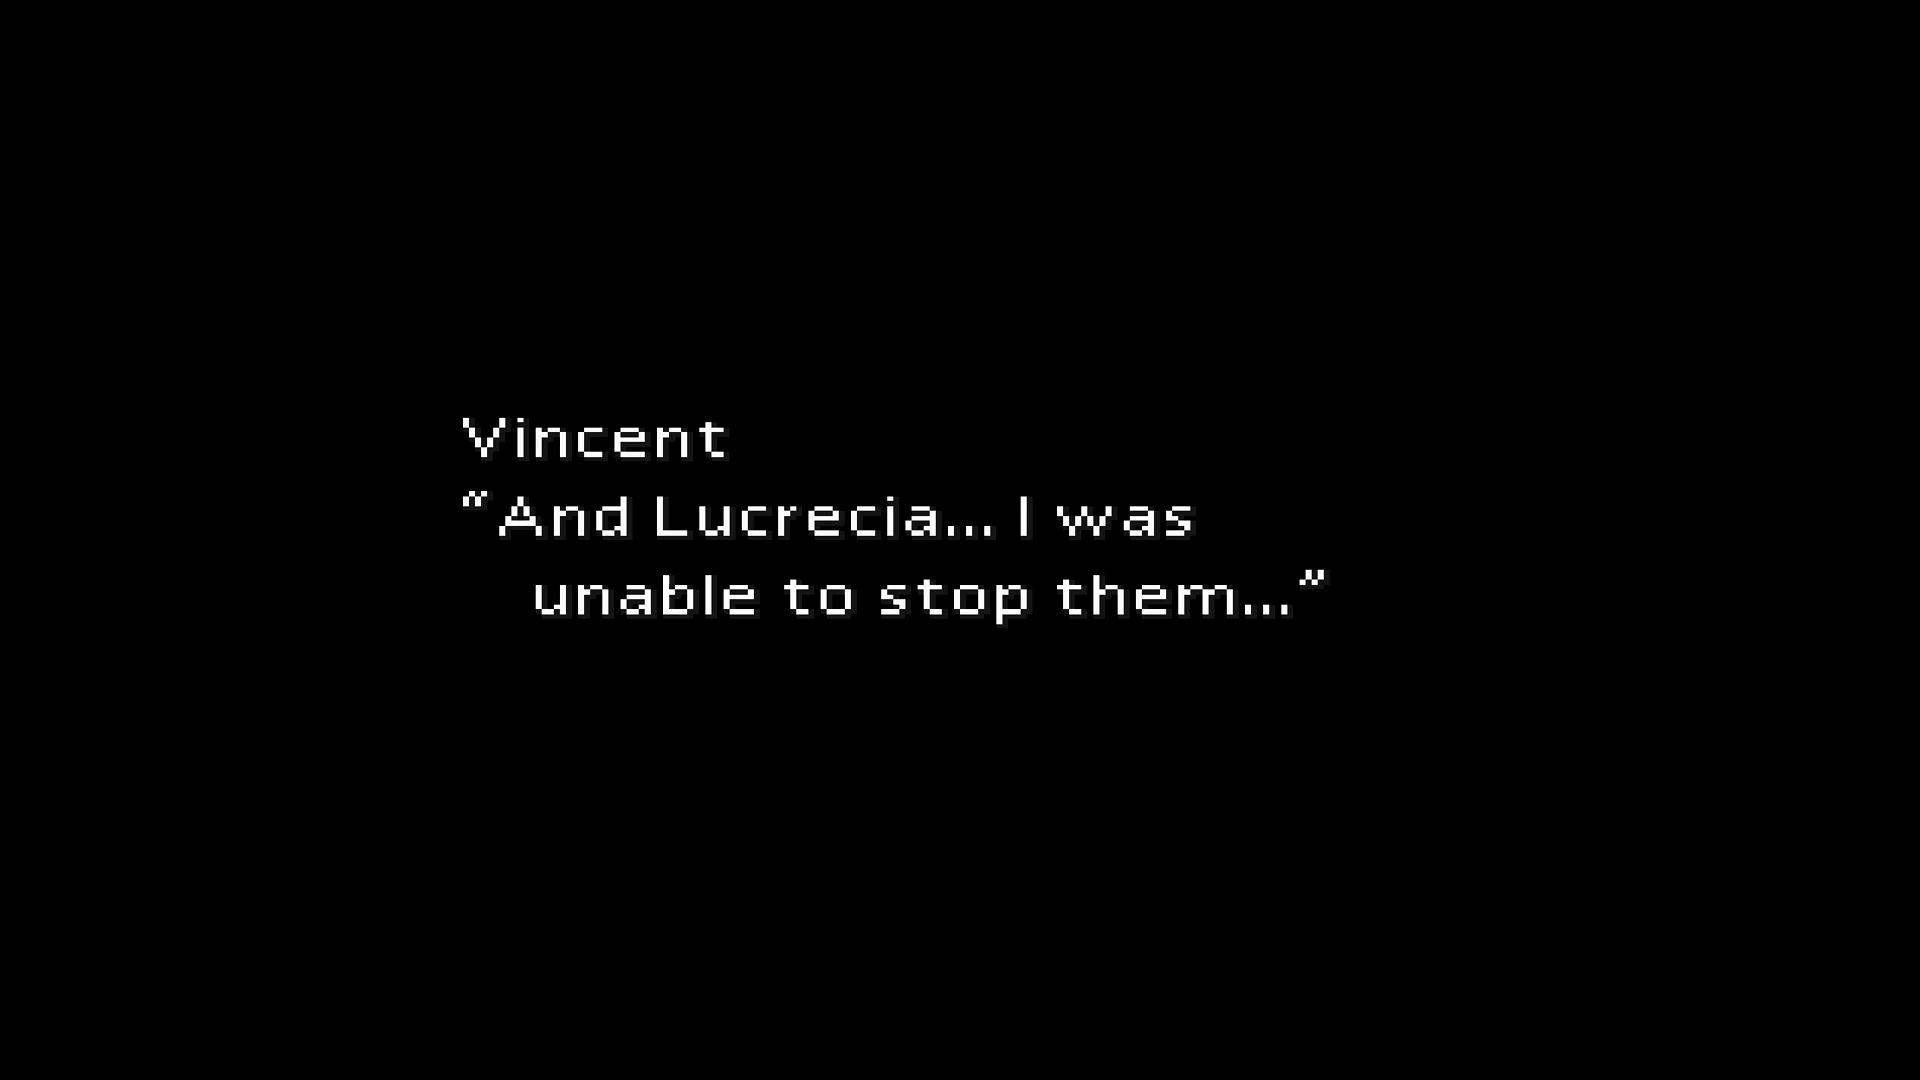 Vincent
“And Lucrecia... I was
unable to stop them...”